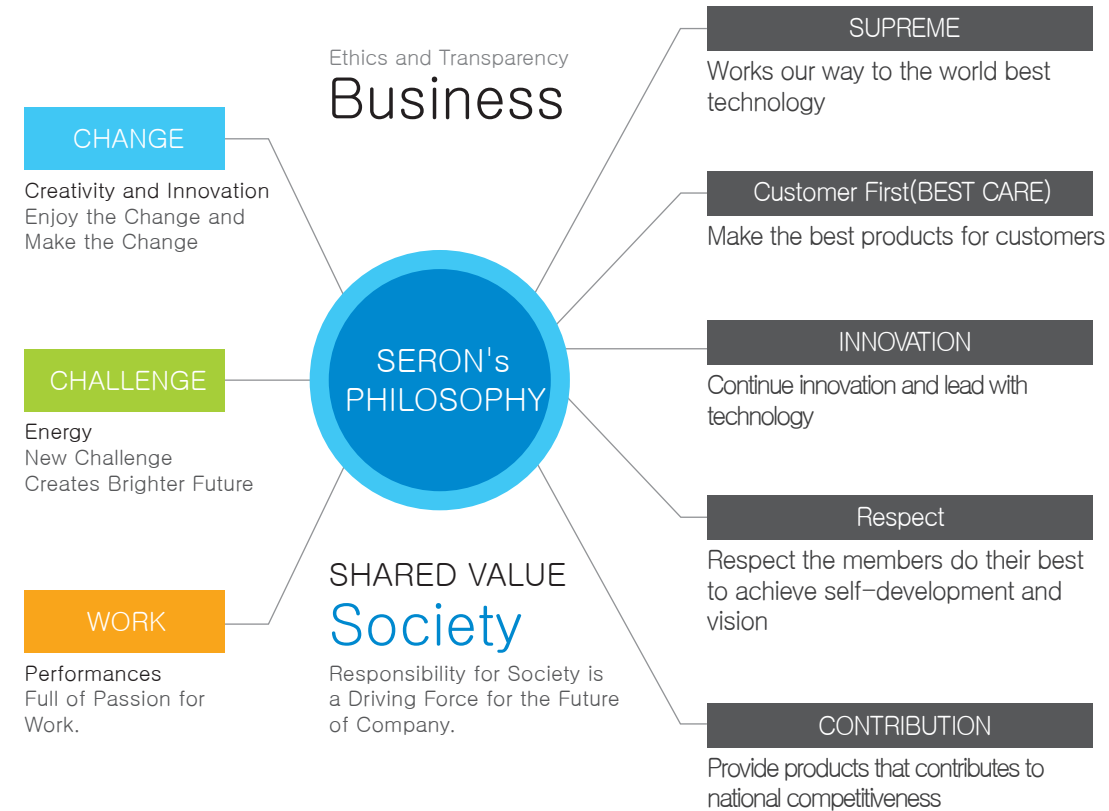 Ethics and Transparency
Business
CHANGE
Creativity and Innovation
Enjoy the Change and
Make the Change
CHALLENGE
Energy
New Challenge
Creates Brighter Future
WORK
Performances
Full of Passion for
Work.
SERON's
PHILOSOPHY
SHARED VALUE
Society
Responsibility for Society is
a Driving Force for the Future
of Company.
SUPREME
Works our way to the world best
technology
Customer First(BEST CARE)
Make the best products for customers
INNOVATION
Continue innovation and lead with
technology
Respect
Respect the members do their best
to achieve self-development and
vision
CONTRIBUTION
Provide products that contributes to
national competitiveness